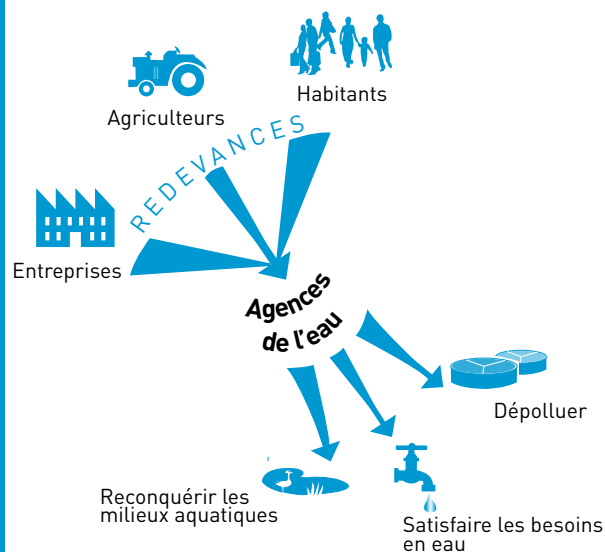 Habitants
Agriculteurs
REDEVANCES
Entreprises
Agences
de l'eau
Dépolluer
Reconquérir les
milieux aquatiques
Satisfaire les besoins
en eau